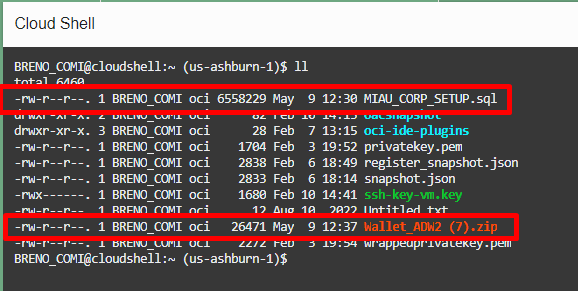 Cloud Shell
BRENO_COMI@cloudshell:~ (us-ashburn-1)$ ll
total 6460
-rw-r--r--. 1 BRENO_COMI oci 6558229 May  9 12:30 MIAU_CORP_SETUP.sql
drwxr-xr-x. 2 BRENO_COMI oci      82 Feb 16 14:15 oacsnapshot
drwxr-xr-x. 3 BRENO_COMI oci      28 Feb  7 13:15 oci-ide-plugins
-rw-r--r--. 1 BRENO_COMI oci    1704 Feb  3 19:52 privatekey.pem
-rw-r--r--. 1 BRENO_COMI oci    2838 Feb  6 18:49 register_snapshot.json
-rw-r--r--. 1 BRENO_COMI oci    2833 Feb  6 18:14 snapshot.json
-rwx------. 1 BRENO_COMI oci    1680 Feb 10 14:41 ssh-key-vm.key
-rw-r--r--. 1 BRENO_COMI oci      12 Aug 10  2022 Untitled.txt
-rw-r--r--. 1 BRENO_COMI oci   26471 May  9 12:37 Wallet_ADW2 (7).zip
-rw-r--r--. 1 BRENO_COMI oci    2272 Feb  3 19:54 wrappedprivatekey.pem
BRENO_COMI@cloudshell:~ (us-ashburn-1)$